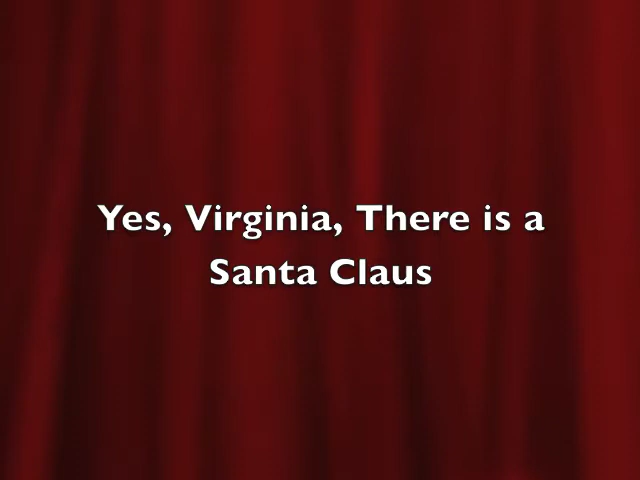 Yes, Virginia, There is a
Santa Claus